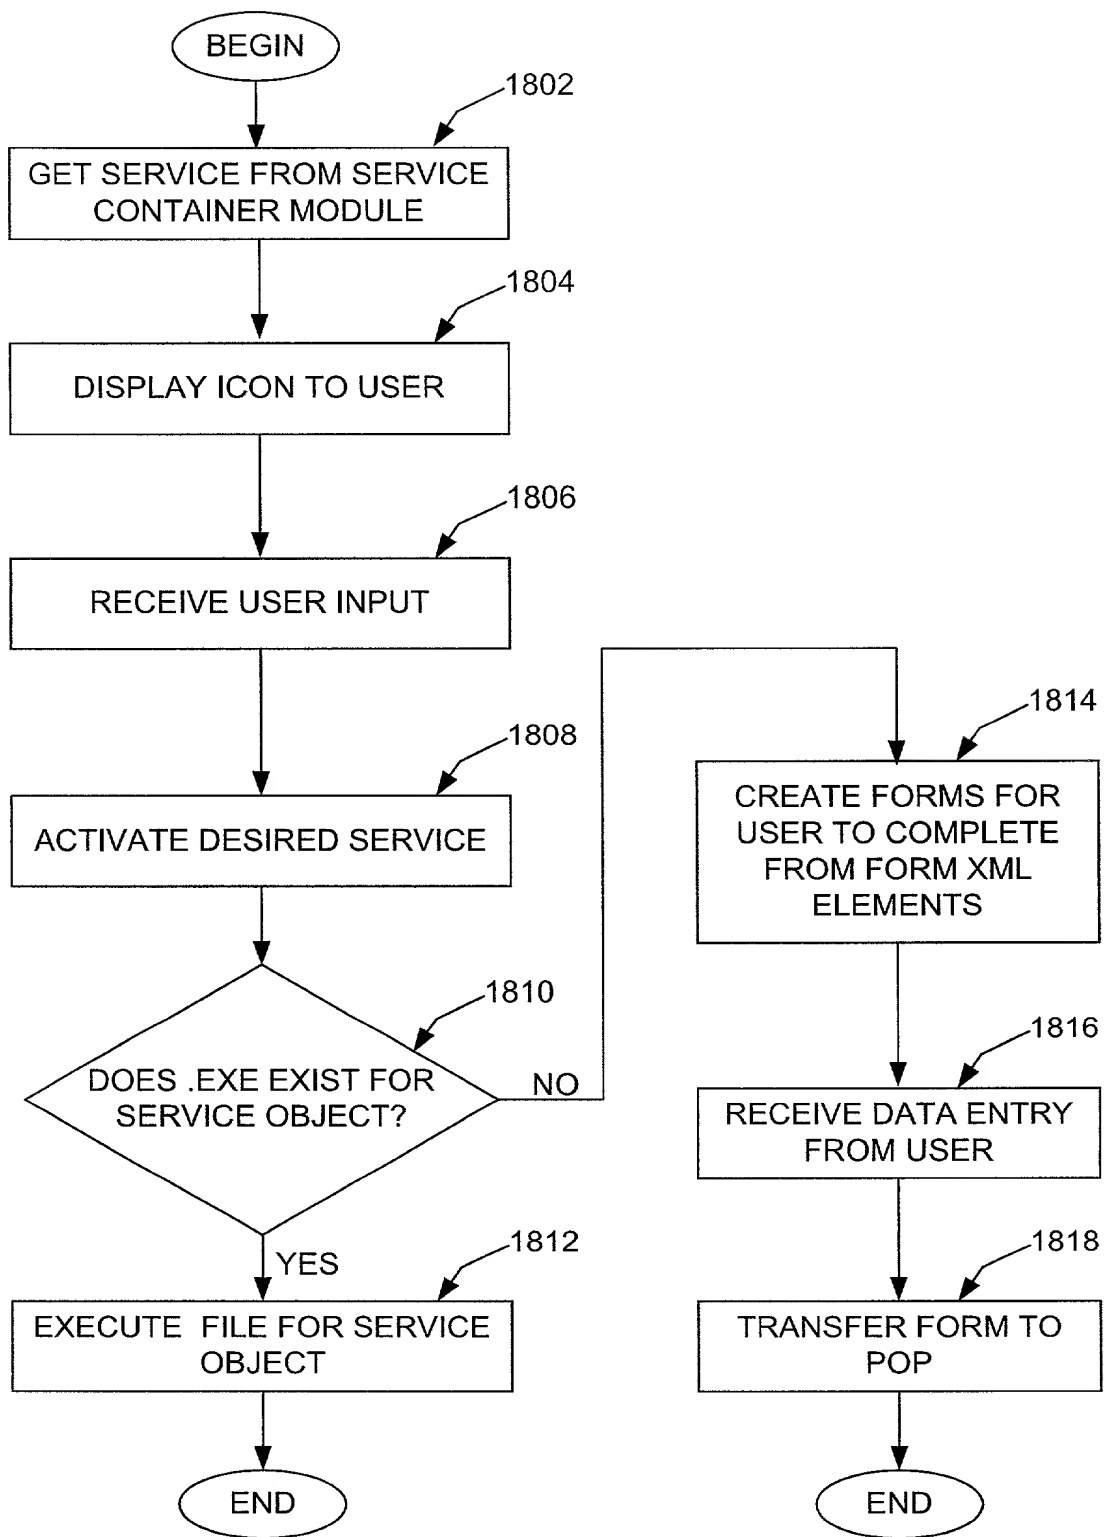 BEGIN
1802
GET SERVICE FROM SERVICE
CONTAINER MODULE
1804
DISPLAY ICON TO USER
1806
RECEIVE USER INPUT
1808
ACTIVATE DESIRED SERVICE
1810
DOES .EXE EXIST FOR
SERVICE OBJECT?
NO
YES
1812
EXECUTE FILE FOR SERVICE
OBJECT
END
1814
CREATE FORMS FOR
USER TO COMPLETE
FROM FORM XML
ELEMENTS
1816
RECEIVE DATA ENTRY
FROM USER
1818
TRANSFER FORM TO
POP
END